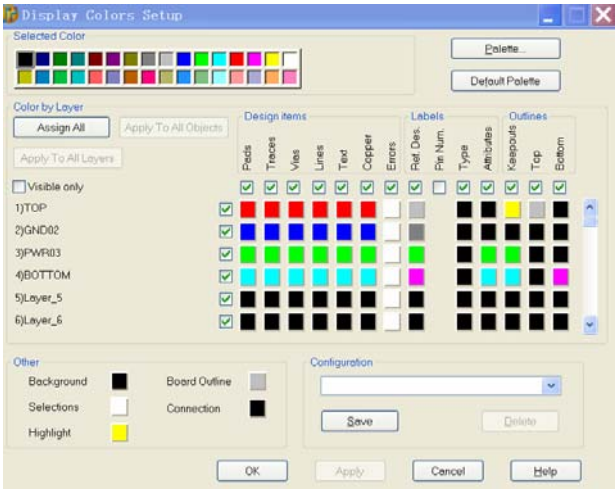 Display Colors Setup
Selected Color
Palette...
Default Palette
Color by Layer
Assign All
Apply To All Objects
Apply To All Layers
Design items
Labels
Outlines
Pads
Traces
Vias
Lines
Text
Copper
Errors
Ref. Des.
Pin Num.
Type
Attributes
Keepouts
Top
Bottom
Visible only
1)TOP
2)GND02
3)PWR03
4)BOTTOM
5)Layer_5
6)Layer_6
Other
Background
Board Outline
Selections
Connection
Highlight
Configuration
Save
Delete
OK
Apply
Cancel
Help